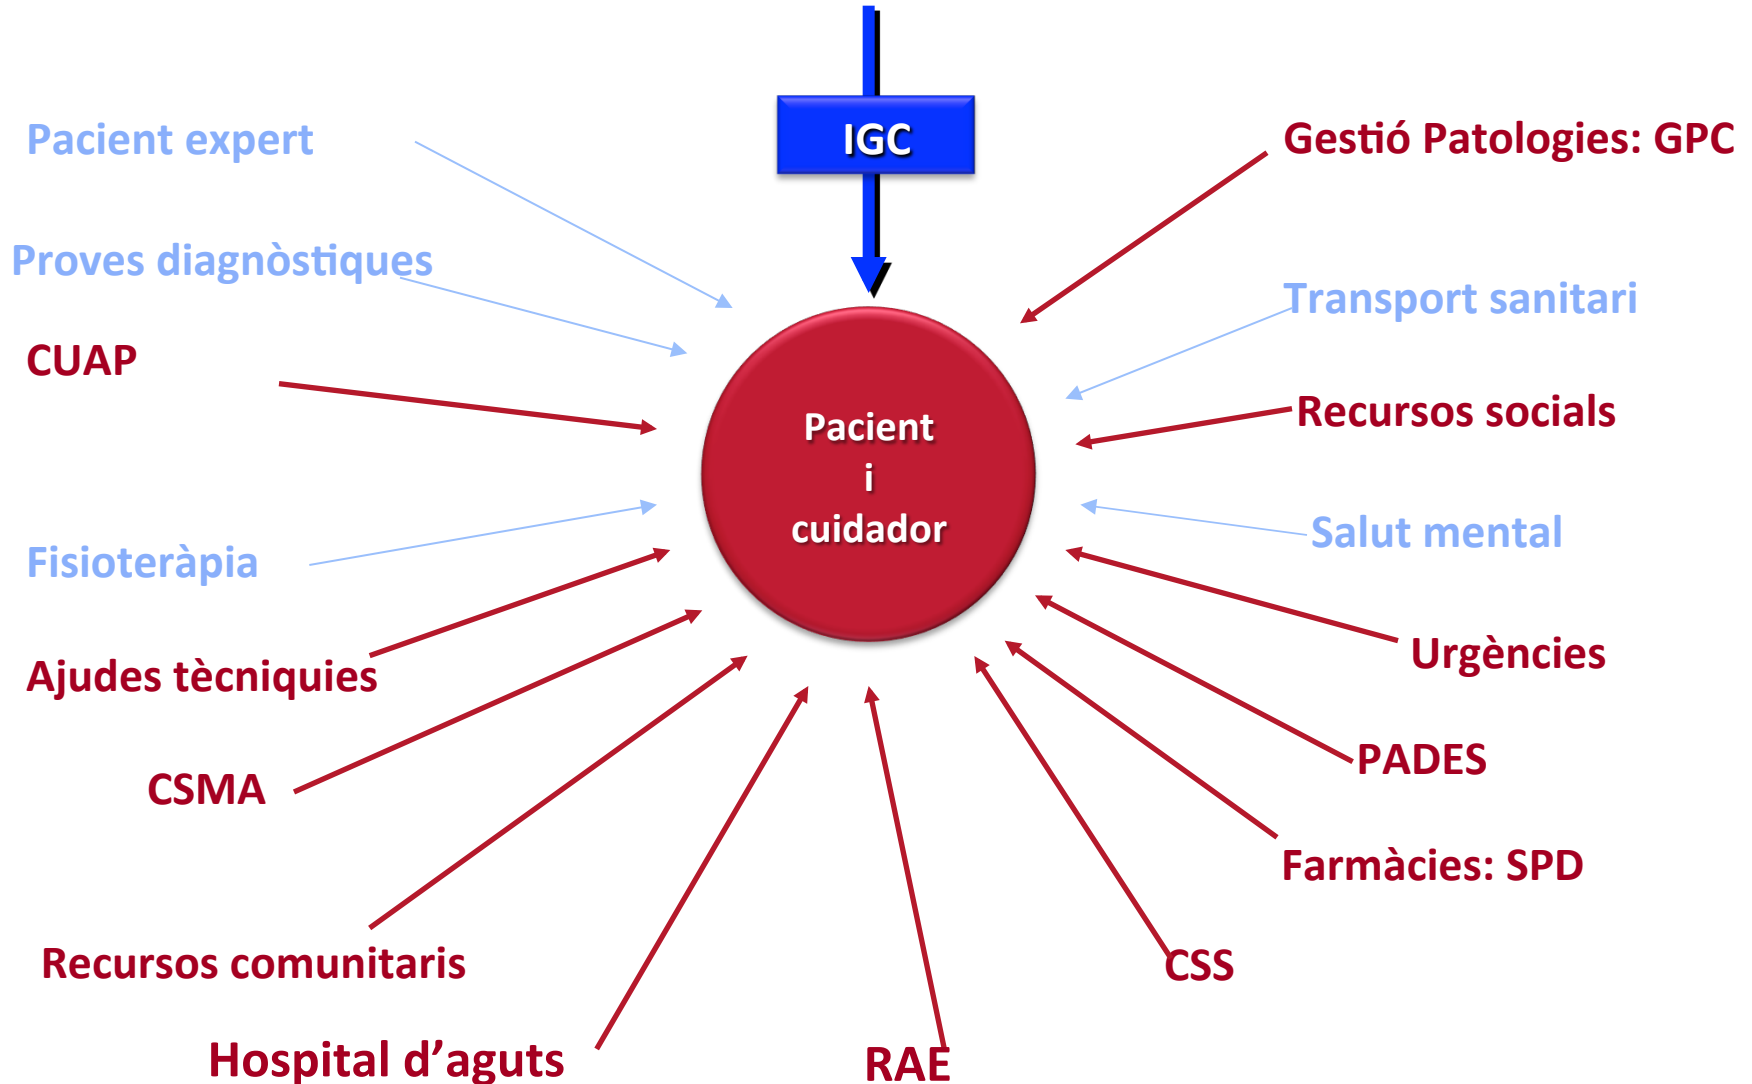 IGC
Pacient expert
Gestió Patologies: GPC
Proves diagnòstiques
Transport sanitari
CUAP
Recursos socials
Pacient
i
cuidador
Salut mental
Fisioteràpia
Urgències
Ajudes tècniquies
PADES
CSMA
Farmàcies: SPD
Recursos comunitaris
CSS
Hospital d’aguts
RAE